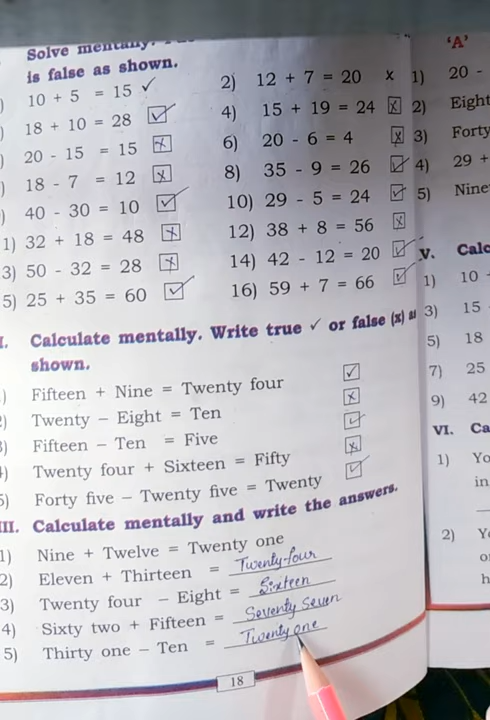 Solve mentally.
is false as shown.
10 + 5 = 15 ✓
2) 12 + 7 = 20 x
18 + 10 = 28 ✓
4) 15 + 19 = 24 x
20 - 15 = 15 x
6) 20 - 6 = 4 x
18 - 7 = 12 x
8) 35 - 9 = 26 ✓
40 - 30 = 10 ✓
10) 29 - 5 = 24 ✓
1) 32 + 18 = 48 x
12) 38 + 8 = 56 x
3) 50 - 32 = 28 x
14) 42 - 12 = 20 ✓
5) 25 + 35 = 60 ✓
16) 59 + 7 = 66 ✓
I. Calculate mentally. Write true ✓ or false (x) a
shown.
) Fifteen + Nine = Twenty four ✓
) Twenty - Eight = Ten x
3) Fifteen - Ten = Five ✓
4) Twenty four + Sixteen = Fifty x
5) Forty five - Twenty five = Twenty ✓
III. Calculate mentally and write the answers.
1) Nine + Twelve = Twenty one
2) Eleven + Thirteen = Twenty-four
3) Twenty four - Eight = Sixteen
4) Sixty two + Fifteen = Seventy Seven
5) Thirty one - Ten = Twenty one
18
'A'
1) 20 -
2) Eight
3) Forty
4) 29 +
5) Nine
V. Calc
1) 10
3) 15
5) 18
7) 25
9) 42
VI. Ca
1) Yo
in
2) Y
o
h